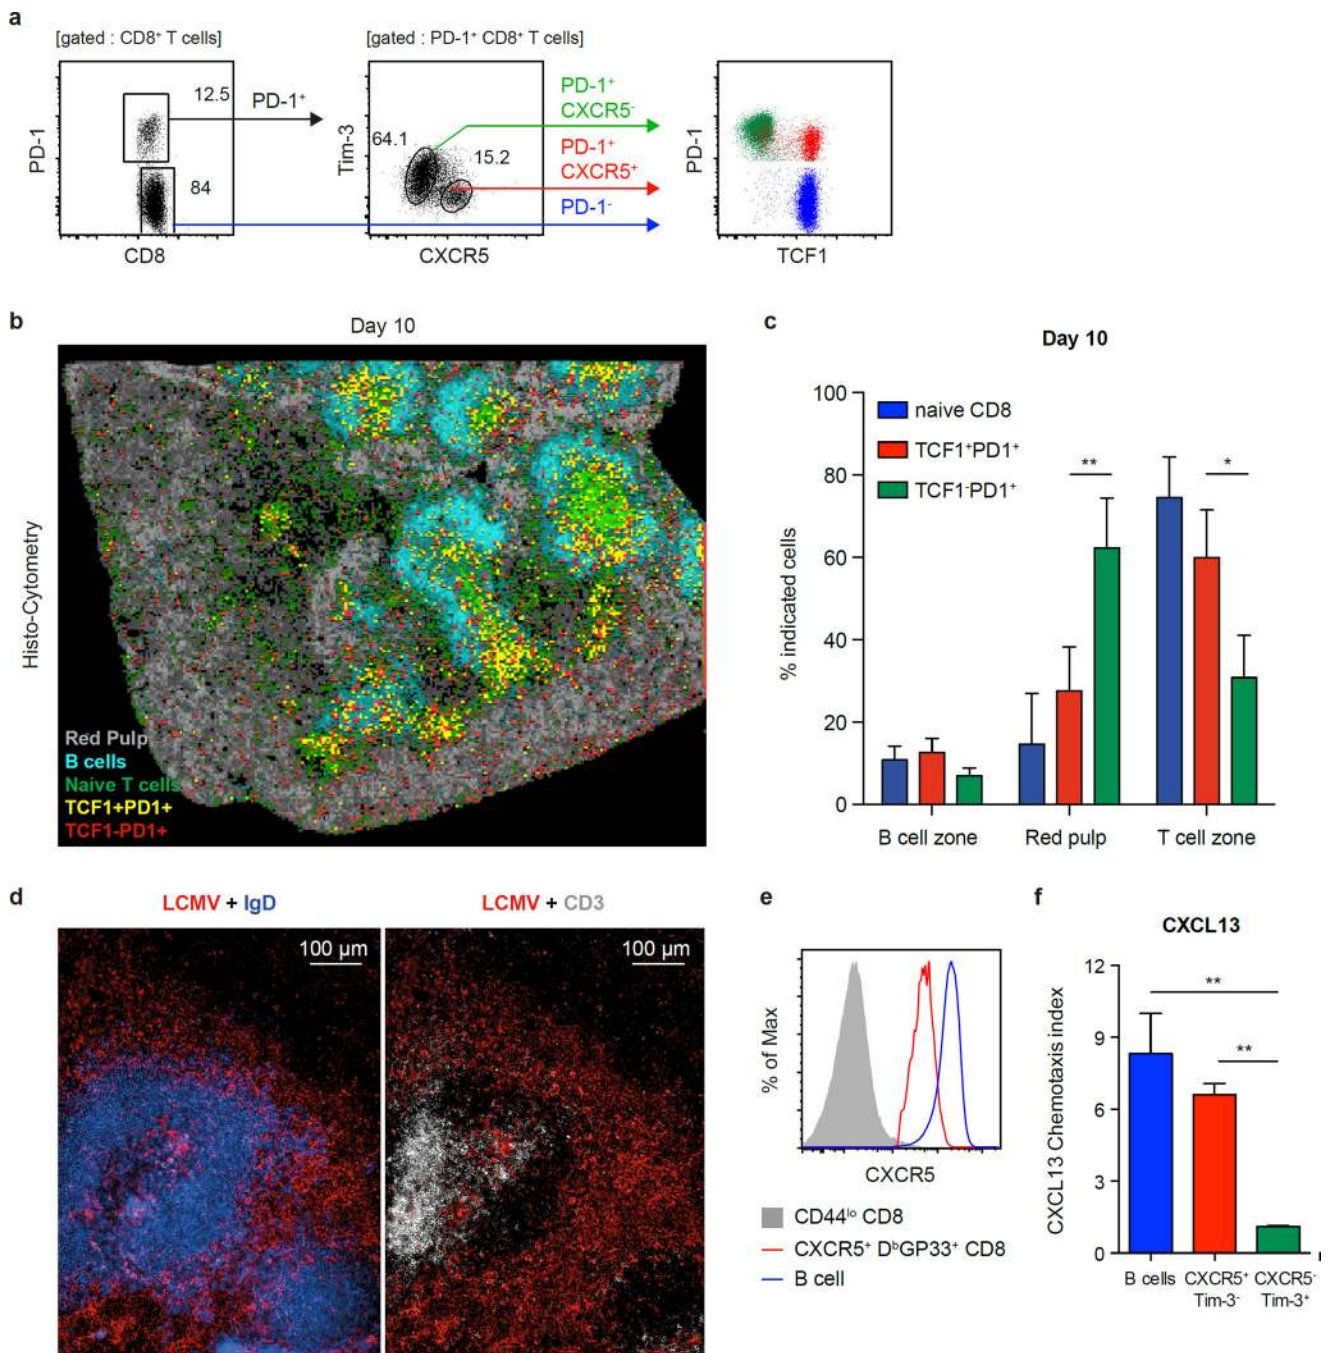 a
[gated : CD8⁺ T cells]
[gated : PD-1⁺ CD8⁺ T cells]
12.5
PD-1⁺
84
PD-1
CD8
64.1
15.2
Tim-3
CXCR5
PD-1⁺
CXCR5⁻
PD-1⁺
CXCR5⁺
PD-1⁻
PD-1
TCF1
b
Day 10
Histo-Cytometry
Red Pulp
B cells
Naive T cells
TCF1+PD1+
TCF1-PD1+
c
Day 10
100
80
60
40
20
0
% indicated cells
naive CD8
TCF1⁺PD1⁺
TCF1⁻PD1⁺
**
*
B cell zone
Red pulp
T cell zone
d
LCMV + IgD
LCMV + CD3
100 µm
100 µm
e
% of Max
CXCR5
CD44ˡᵒ CD8
CXCR5⁺ DᵇGP33⁺ CD8
B cell
f
CXCL13
CXCL13 Chemotaxis index
12
9
6
3
0
**
**
B cells
CXCR5⁺
Tim-3⁻
CXCR5⁻
Tim-3⁺